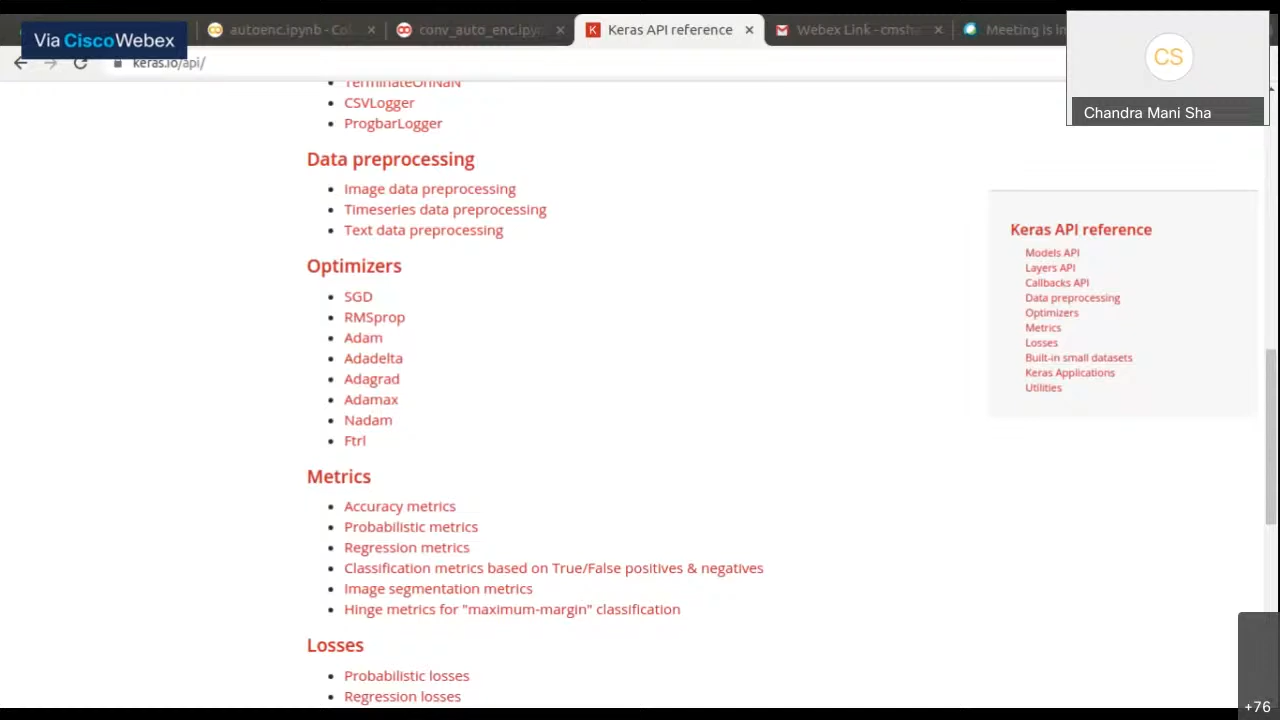 Via CiscoWebex
autoenc.ipynb - Col
conv_auto_enc.ipy
Keras API reference
Webex Link - cmsh
Meeting is in
keras.io/api/
CS
Chandra Mani Sha
TerminateOnNaN
CSVLogger
ProgbarLogger
Data preprocessing
Image data preprocessing
Timeseries data preprocessing
Text data preprocessing
Optimizers
SGD
RMSprop
Adam
Adadelta
Adagrad
Adamax
Nadam
Ftrl
Metrics
Accuracy metrics
Probabilistic metrics
Regression metrics
Classification metrics based on True/False positives & negatives
Image segmentation metrics
Hinge metrics for "maximum-margin" classification
Losses
Probabilistic losses
Regression losses
Keras API reference
Models API
Layers API
Callbacks API
Data preprocessing
Optimizers
Metrics
Losses
Built-in small datasets
Keras Applications
Utilities
+76